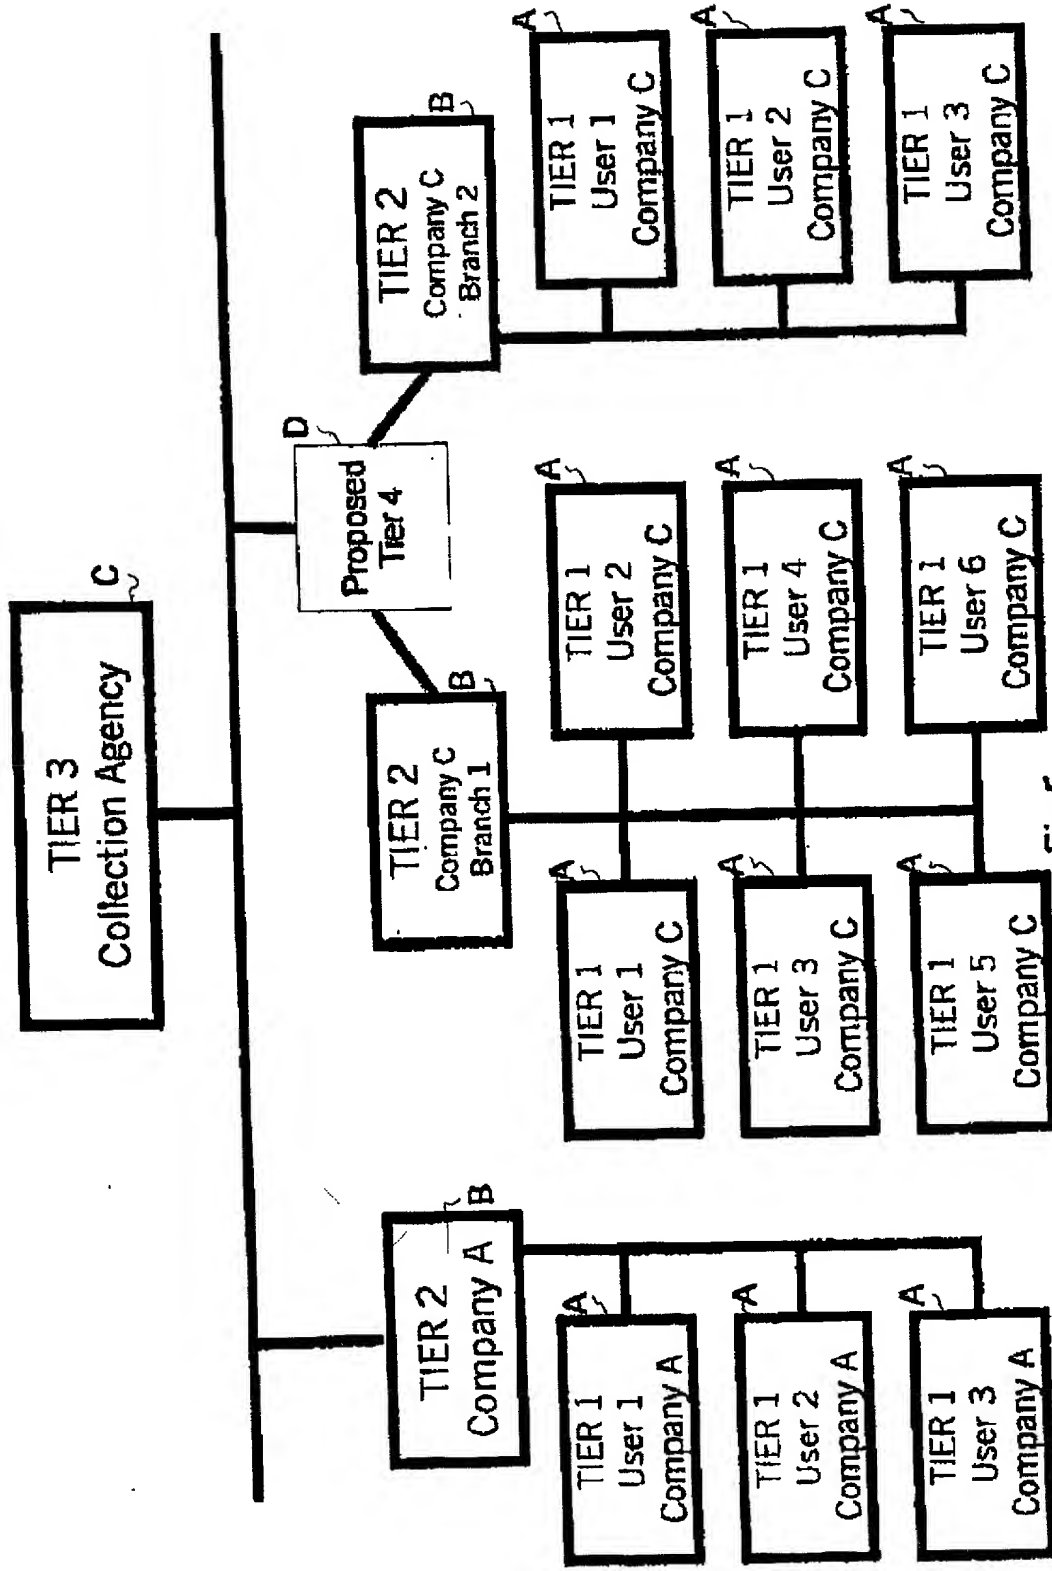 C
TIER 3
Collection Agency
D
Proposed
Tier 4
B
TIER 2
Company A
B
TIER 2
Company C
Branch 1
B
TIER 2
Company C
Branch 2
A
TIER 1
User 1
Company A
A
TIER 1
User 2
Company A
A
TIER 1
User 3
Company A
A
TIER 1
User 1
Company C
A
TIER 1
User 2
Company C
A
TIER 1
User 3
Company C
A
TIER 1
User 4
Company C
A
TIER 1
User 5
Company C
A
TIER 1
User 6
Company C
A
TIER 1
User 1
Company C
A
TIER 1
User 2
Company C
A
TIER 1
User 3
Company C